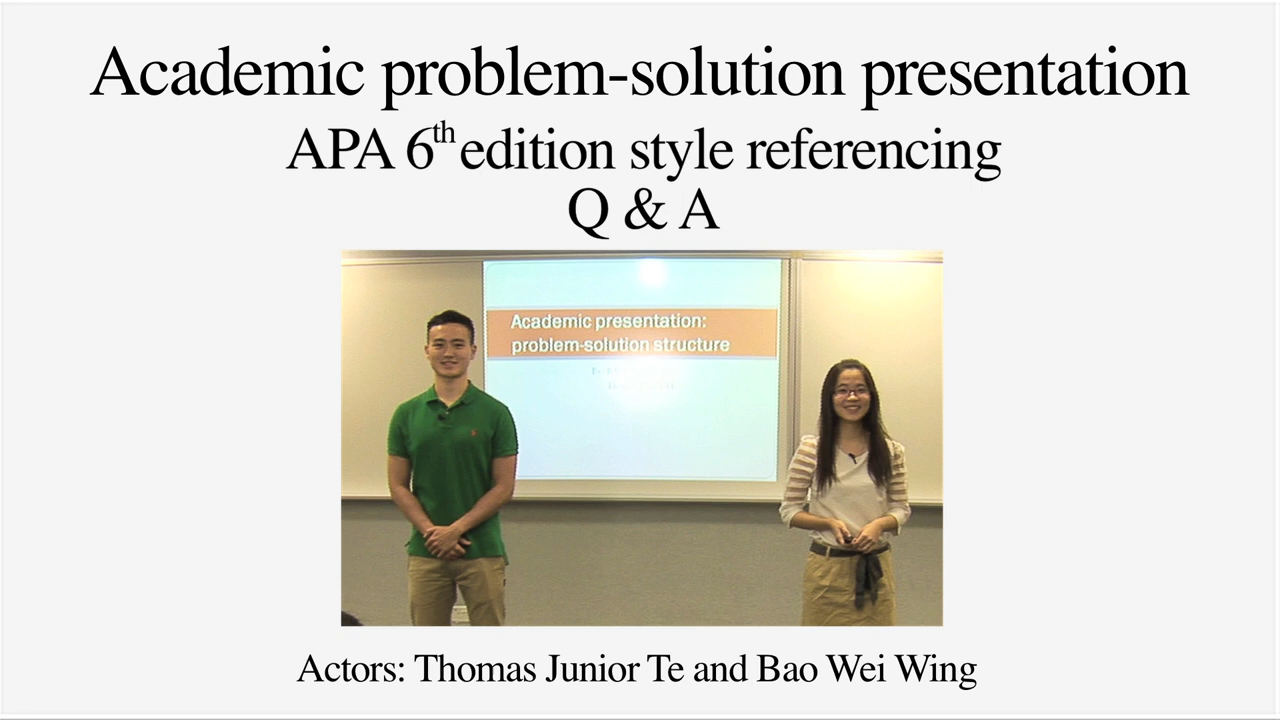 Academic problem-solution presentation
APA 6th edition style referencing
Q & A
Academic presentation:
problem-solution structure
Actors: Thomas Junior Te and Bao Wei Wing